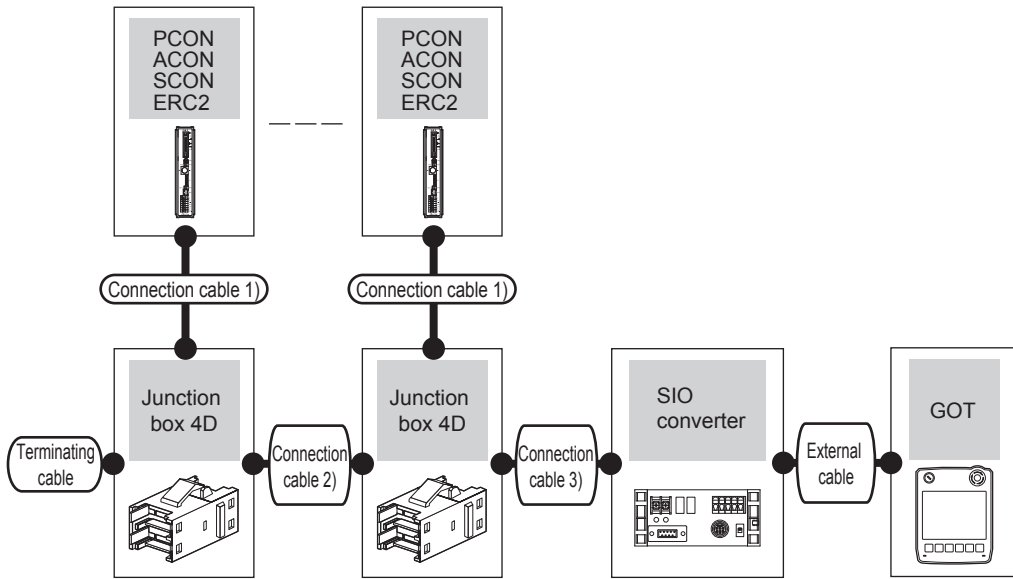 PCON
ACON
SCON
ERC2
PCON
ACON
SCON
ERC2
Connection cable 1)
Connection cable 1)
Terminating
cable
Junction
box 4D
Connection
cable 2)
Junction
box 4D
Connection
cable 3)
SIO
converter
External
cable
GOT